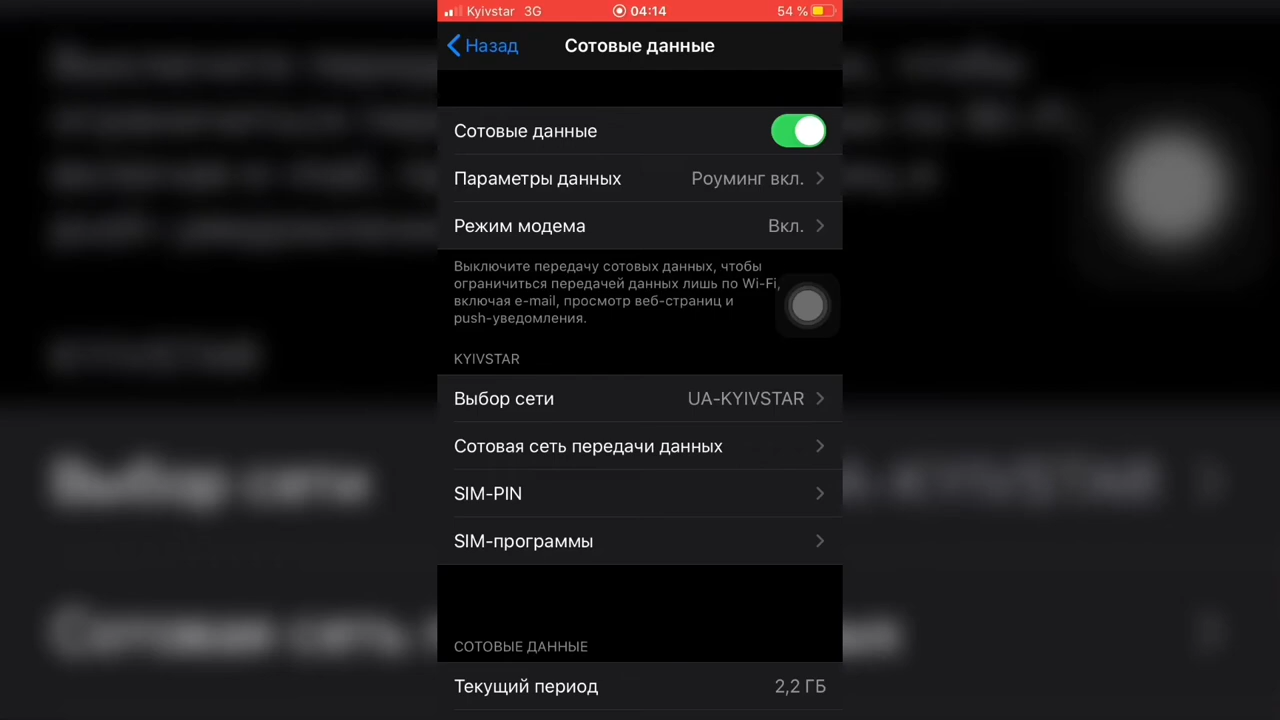 Kyivstar 3G 04:14 54 %
Назад Сотовые данные
Сотовые данные
Параметры данных Роуминг вкл.
Режим модема Вкл.
Выключите передачу сотовых данных, чтобы
ограничиться передачей данных лишь по Wi-Fi,
включая e-mail, просмотр веб-страниц и
push-уведомления.
KYIVSTAR
Выбор сети UA-KYIVSTAR
Сотовая сеть передачи данных
SIM-PIN
SIM-программы
СОТОВЫЕ ДАННЫЕ
Текущий период 2,2 ГБ